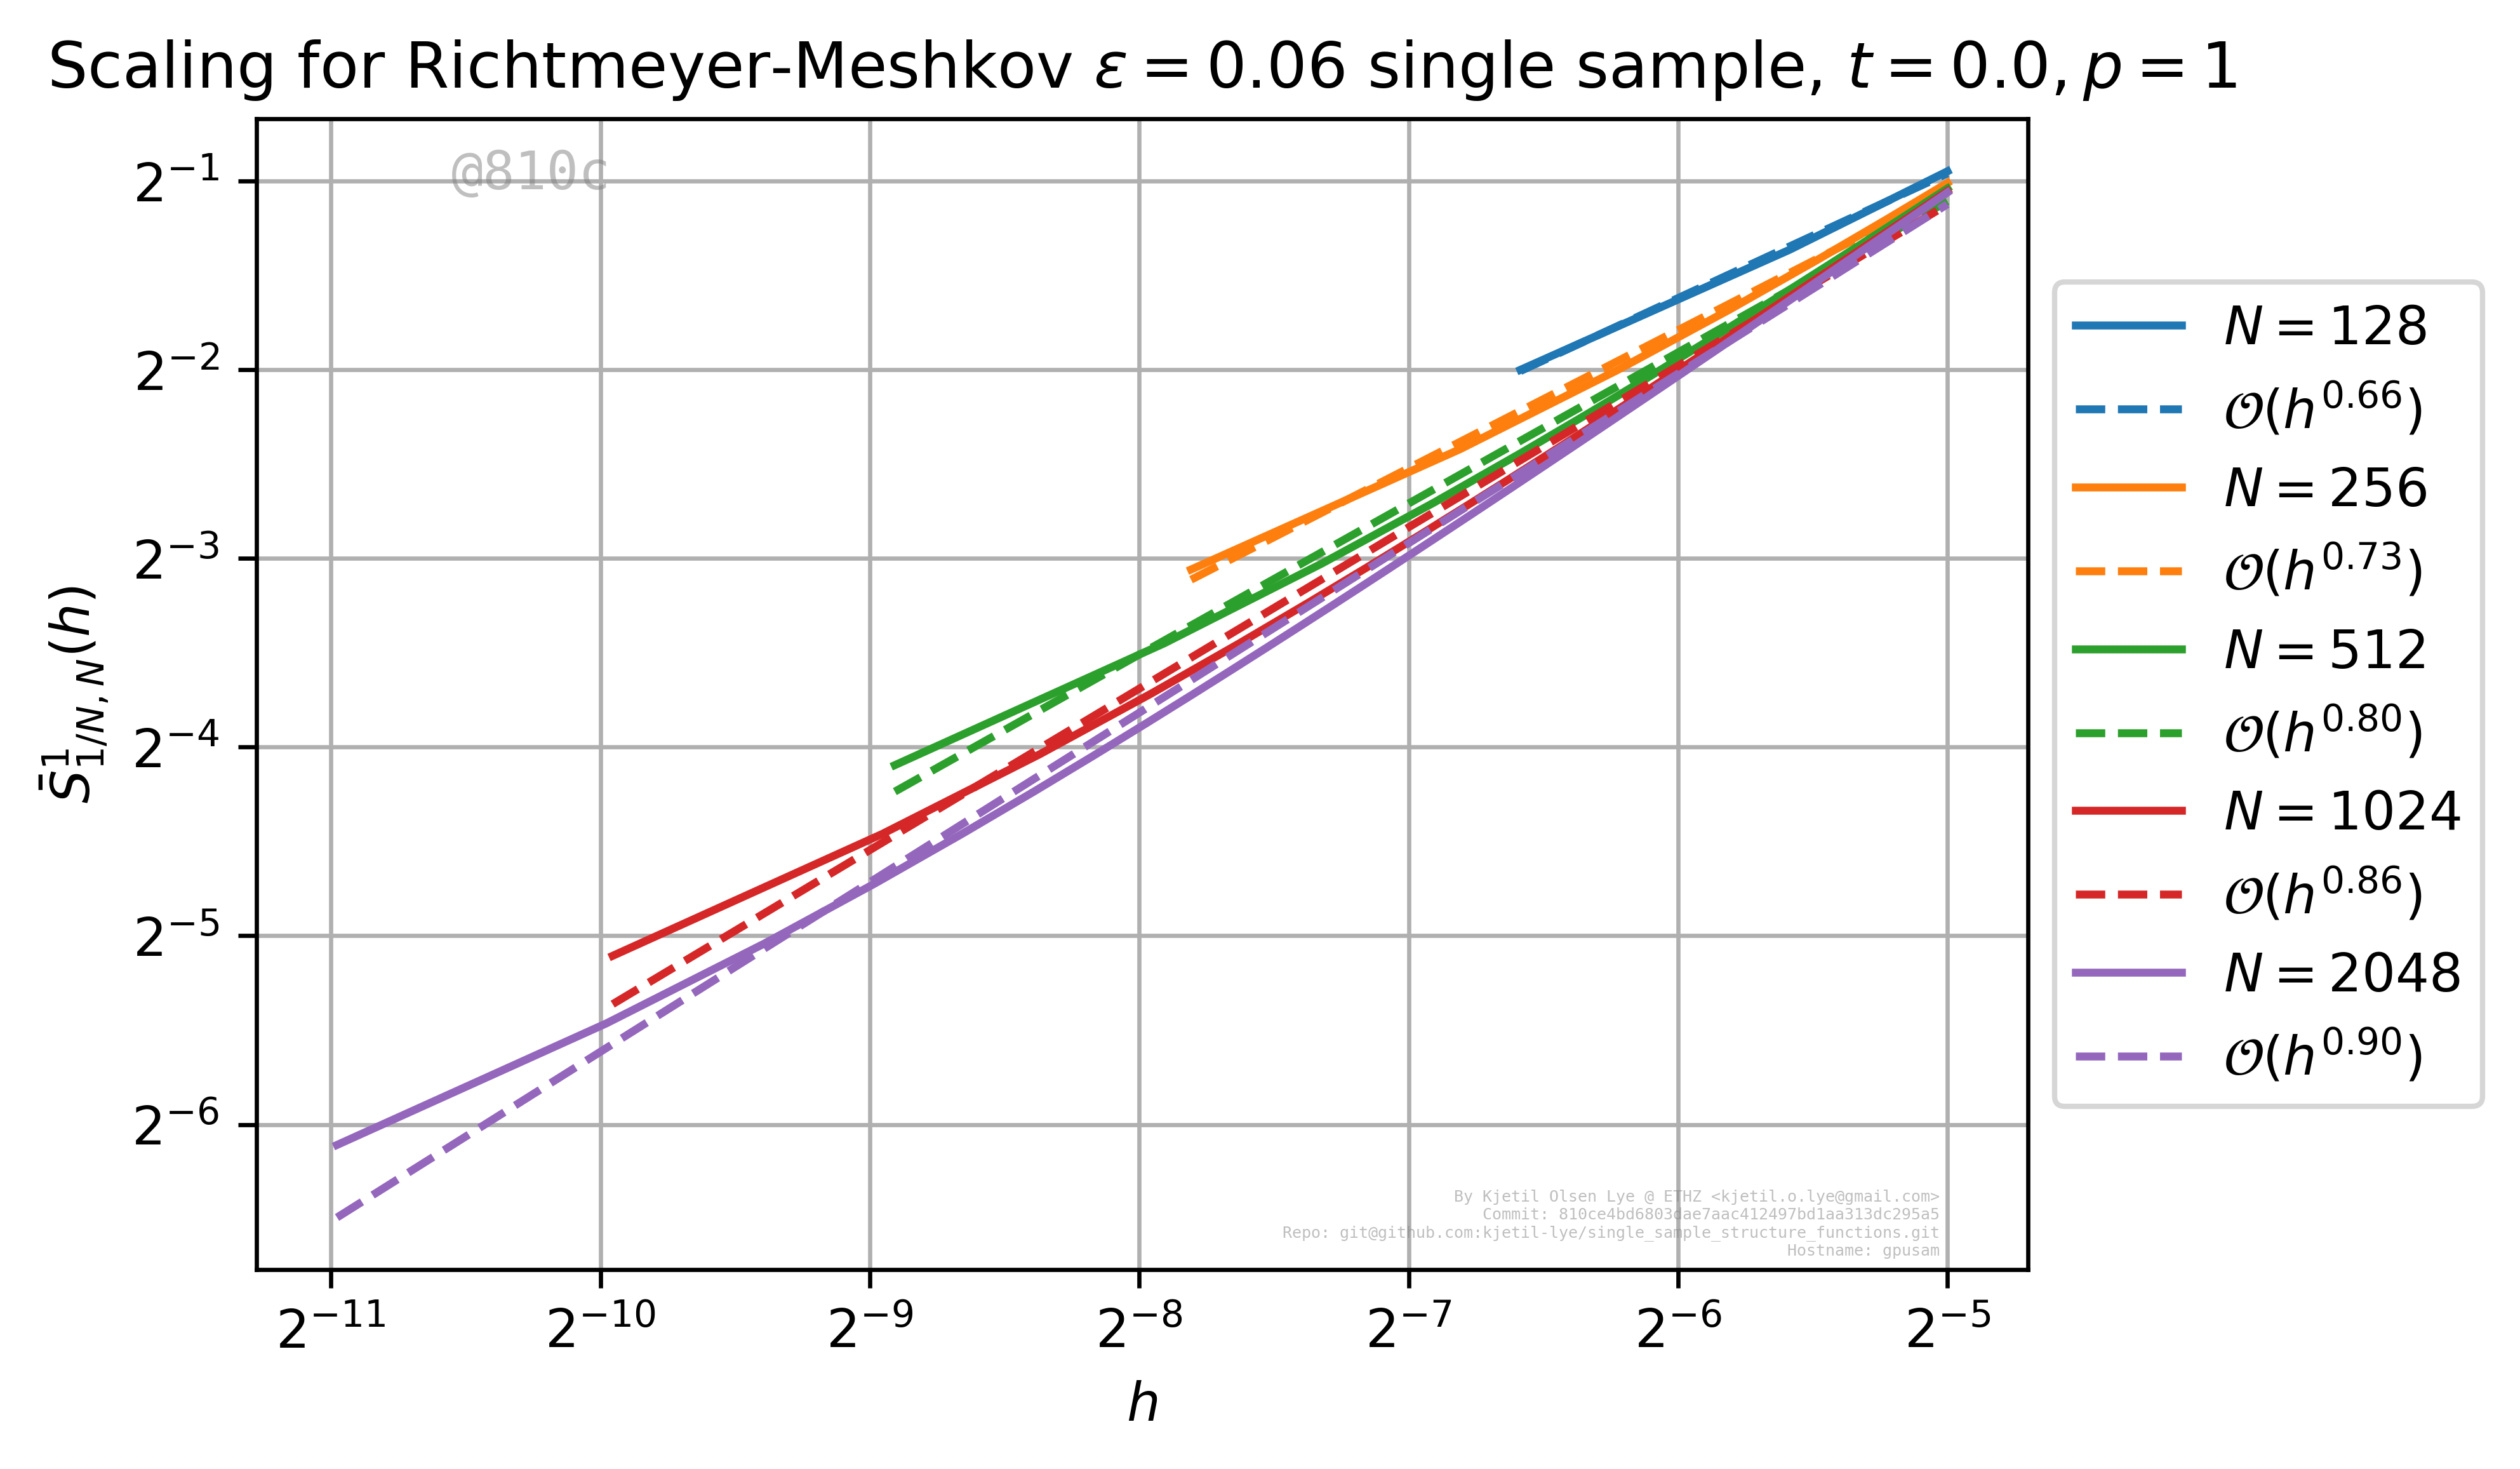 Scaling for Richtmeyer-Meshkov ε = 0.06 single sample, t = 0.0, p = 1
@810c
2⁻¹
2⁻²
2⁻³
2⁻⁴
2⁻⁵
2⁻⁶
S̄¹₁/N,N(h)
N = 128
𝒪(h^0.66)
N = 256
𝒪(h^0.73)
N = 512
𝒪(h^0.80)
N = 1024
𝒪(h^0.86)
N = 2048
𝒪(h^0.90)
By Kjetil Olsen Lye @ ETHZ <kjetil.o.lye@gmail.com>
Commit: 810ce4bd6803dae7aac412497bd1aa313dc295a5
Repo: git@github.com:kjetil-lye/single_sample_structure_functions.git
Hostname: gpusam
2⁻¹¹ 2⁻¹⁰ 2⁻⁹ 2⁻⁸ 2⁻⁷ 2⁻⁶ 2⁻⁵
h